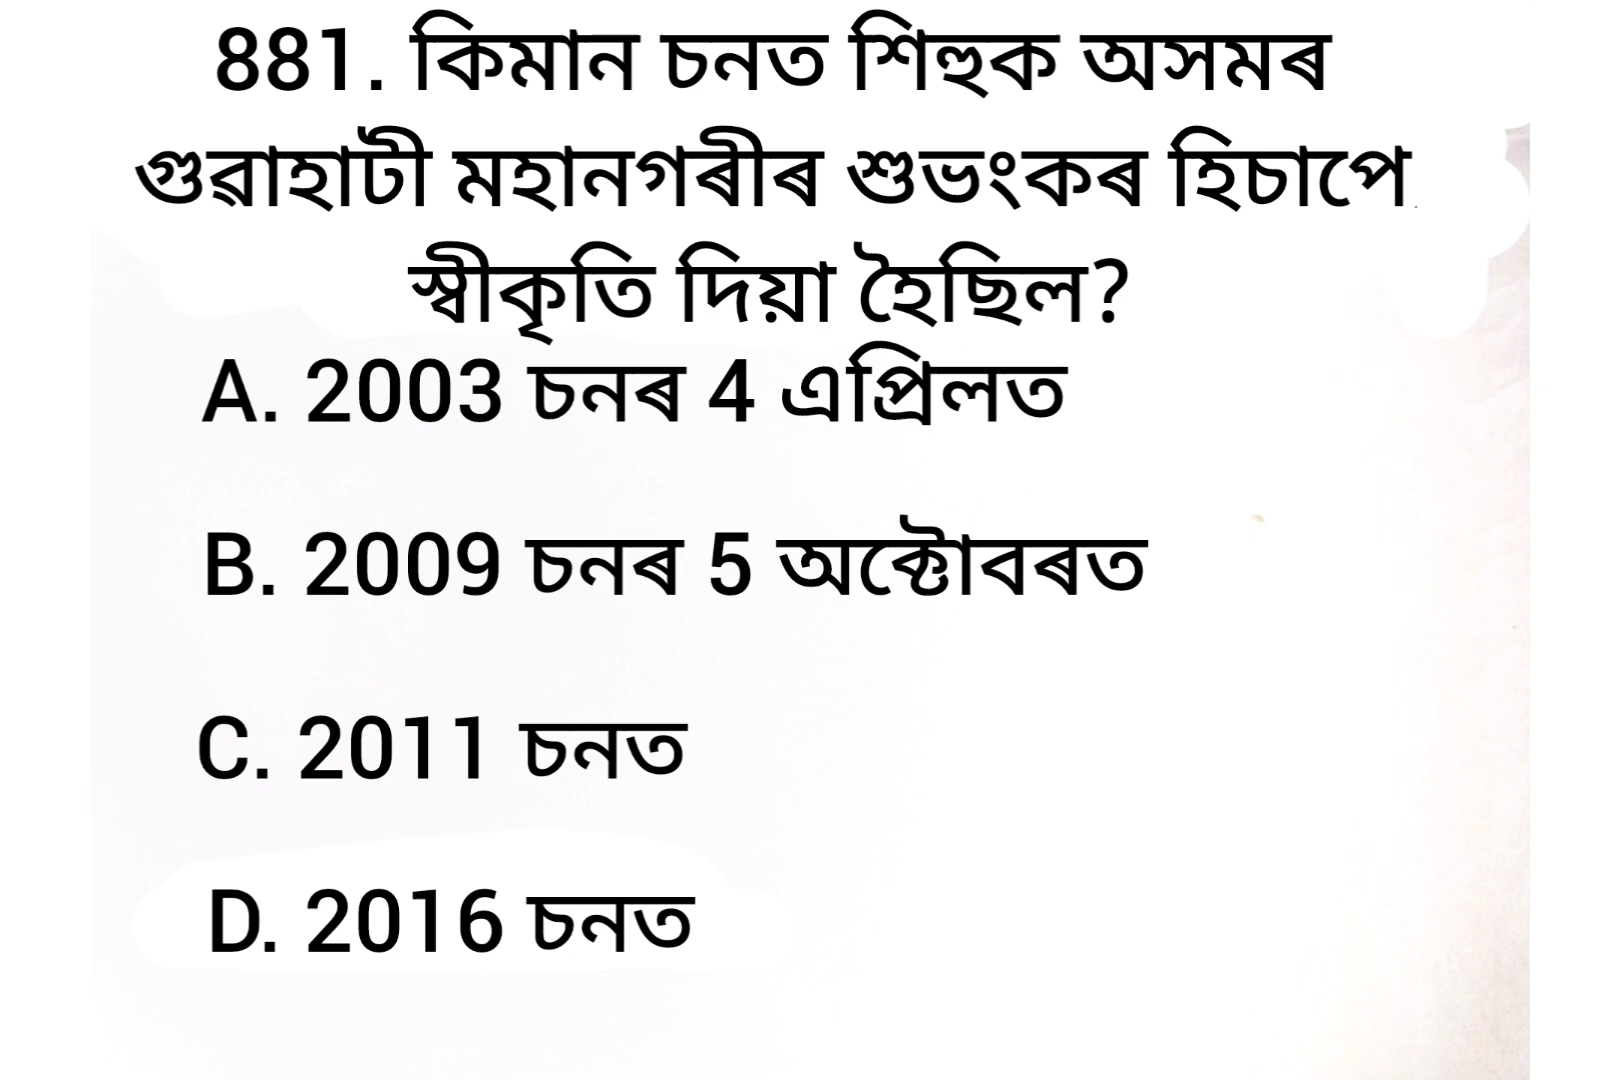 881. কিমান চনত শিহুক অসমৰ
গুৱাহাটী মহানগৰীৰ শুভংকৰ হিচাপে
স্বীকৃতি দিয়া হৈছিল?
A. 2003 চনৰ 4 এপ্ৰিলত
B. 2009 চনৰ 5 অক্টোবৰত
C. 2011 চনত
D. 2016 চনত